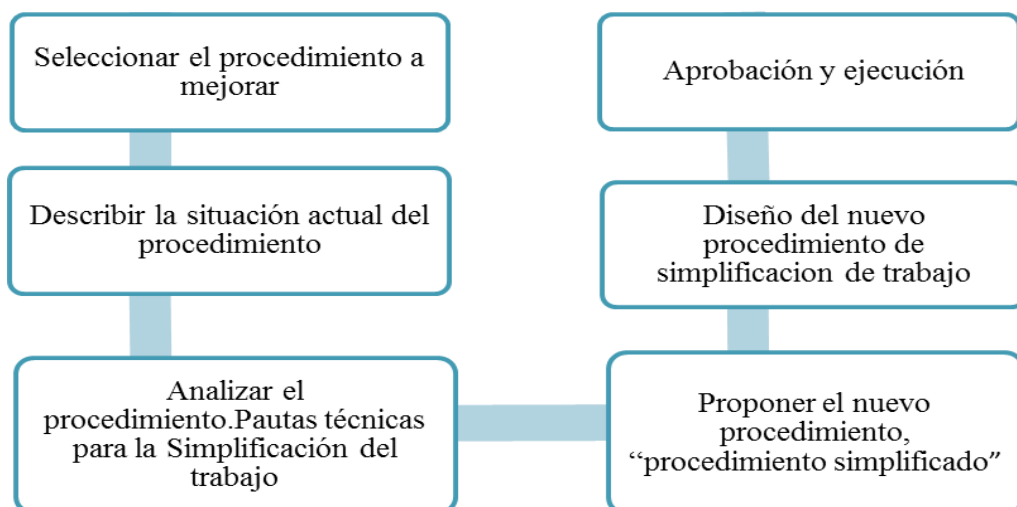 Seleccionar el procedimiento a
mejorar
Describir la situación actual del
procedimiento
Analizar el
procedimiento.Pautas técnicas
para la Simplificación del
trabajo
Proponer el nuevo
procedimiento,
“procedimiento simplificado”
Diseño del nuevo
procedimiento de
simplificacion de trabajo
Aprobación y ejecución